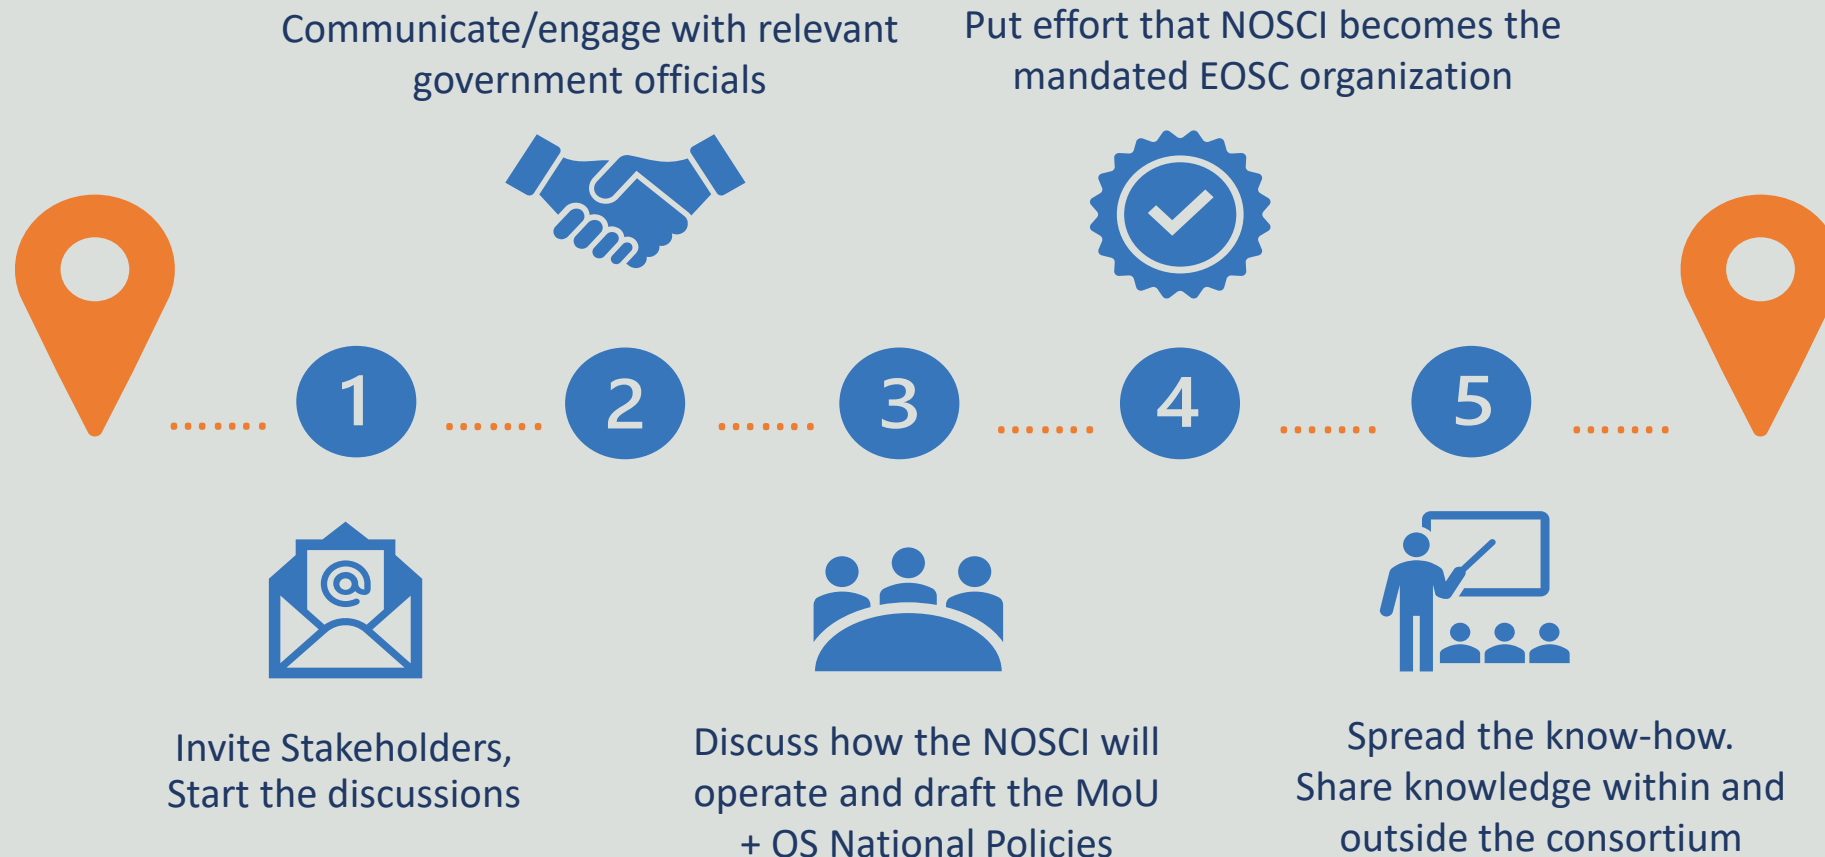 Communicate/engage with relevant
government officials
Put effort that NOSCI becomes the
mandated EOSC organization
1
2
3
4
5
@
Invite Stakeholders,
Start the discussions
Discuss how the NOSCI will
operate and draft the MoU
+ OS National Policies
Spread the know-how.
Share knowledge within and
outside the consortium